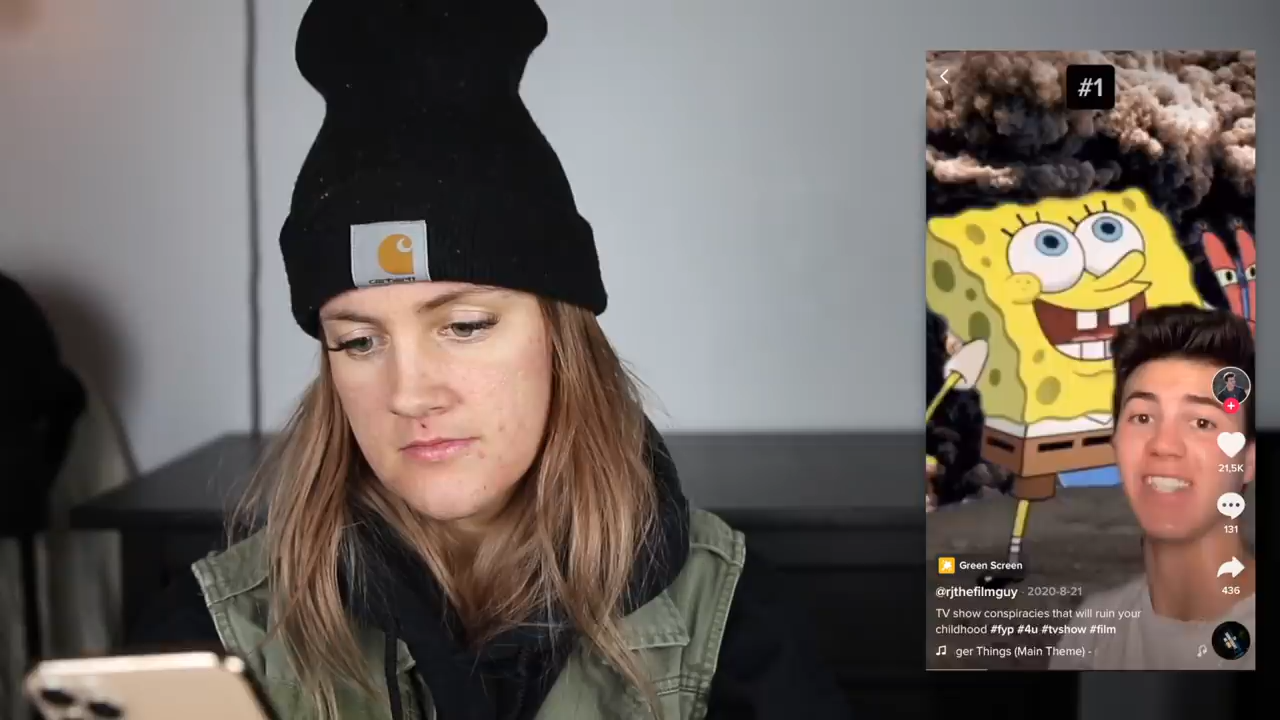 #1
carhartt
Green Screen
@rjthefilmguy · 2020-8-21
TV show conspiracies that will ruin your
childhood #fyp #4u #tvshow #film
ger Things (Main Theme) -
21,5K
131
436